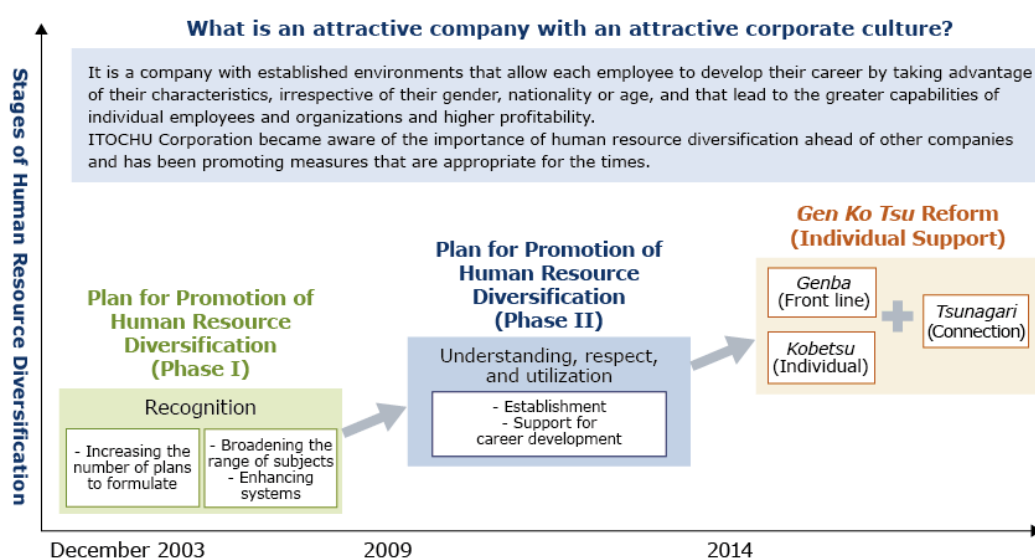 What is an attractive company with an attractive corporate culture?
It is a company with established environments that allow each employee to develop their career by taking advantage
of their characteristics, irrespective of their gender, nationality or age, and that lead to the greater capabilities of
individual employees and organizations and higher profitability.
ITOCHU Corporation became aware of the importance of human resource diversification ahead of other companies
and has been promoting measures that are appropriate for the times.
Stages of Human Resource Diversification
Plan for Promotion of
Human Resource
Diversification
(Phase I)
Recognition
- Increasing the
number of plans
to formulate
- Broadening the
range of subjects
- Enhancing
systems
Plan for Promotion of
Human Resource
Diversification
(Phase II)
Understanding, respect,
and utilization
- Establishment
- Support for
career development
Gen Ko Tsu Reform
(Individual Support)
Genba
(Front line)
Kobetsu
(Individual)
Tsunagari
(Connection)
December 2003
2009
2014